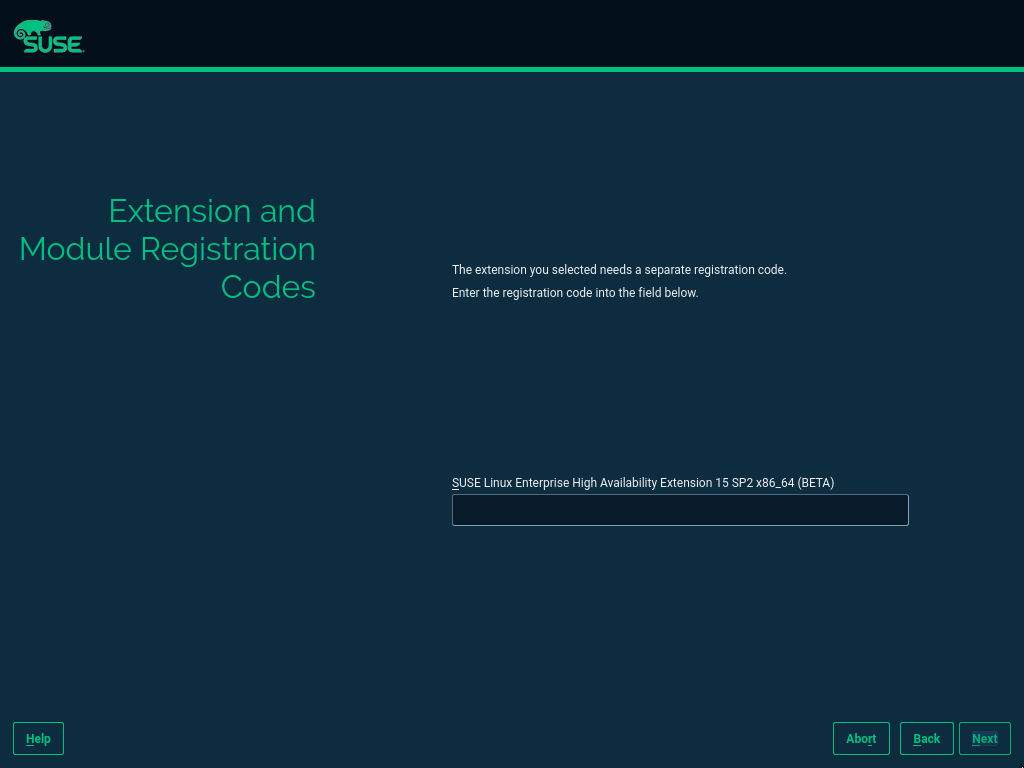 SUSE
Extension and
Module Registration
Codes
The extension you selected needs a separate registration code.
Enter the registration code into the field below.
SUSE Linux Enterprise High Availability Extension 15 SP2 x86_64 (BETA)
Help
Abort
Back
Next